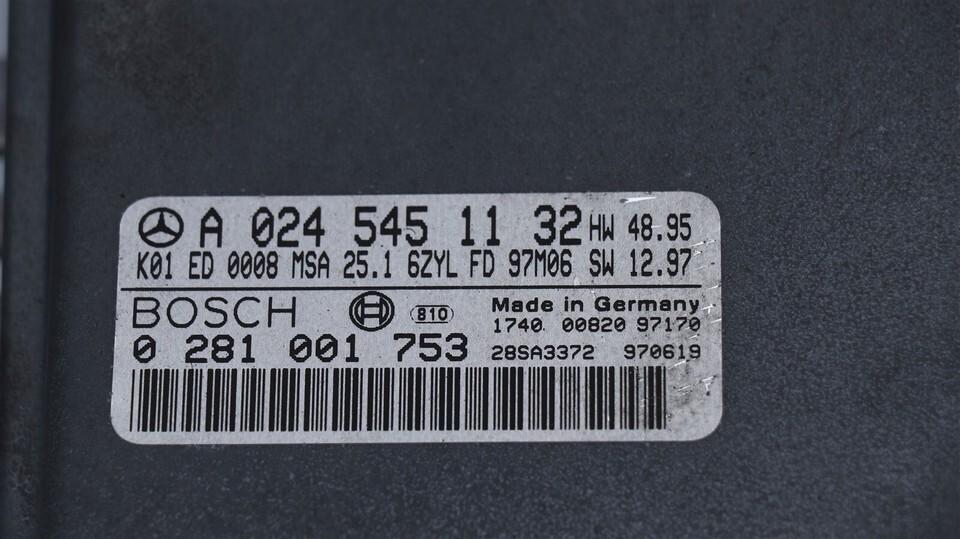 A 024 545 11 32 HW 48.95
K01 ED 0008 MSA 25.1 6ZYL FD 97M06 SW 12.97
BOSCH 810 Made in Germany
1740 00820 97170
0 281 001 753 28SA3372 970619